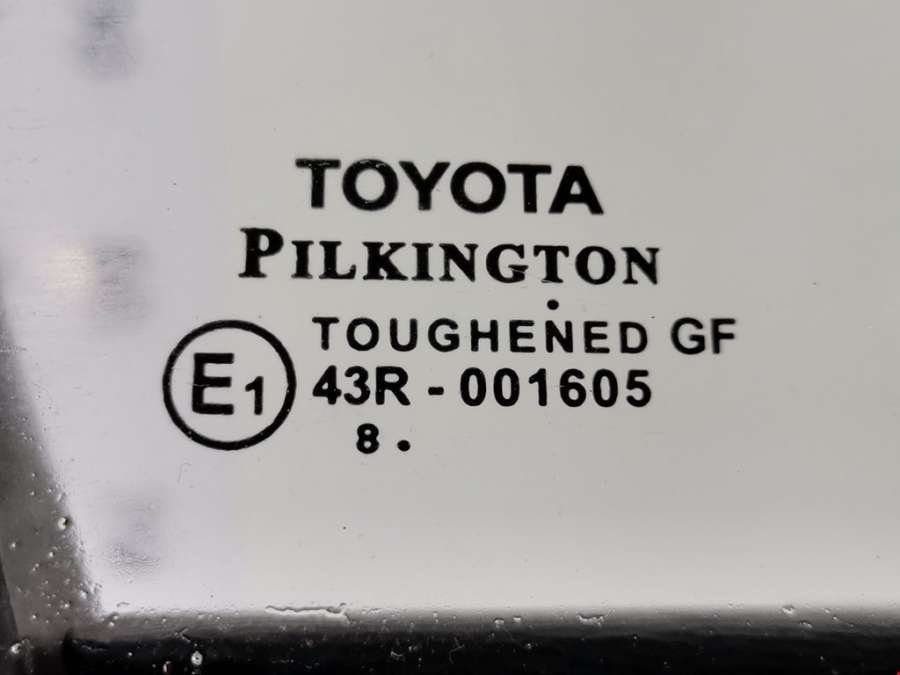 TOYOTA
PILKINGTON
.
TOUGHENED GF
E1 43R - 001605
8 .